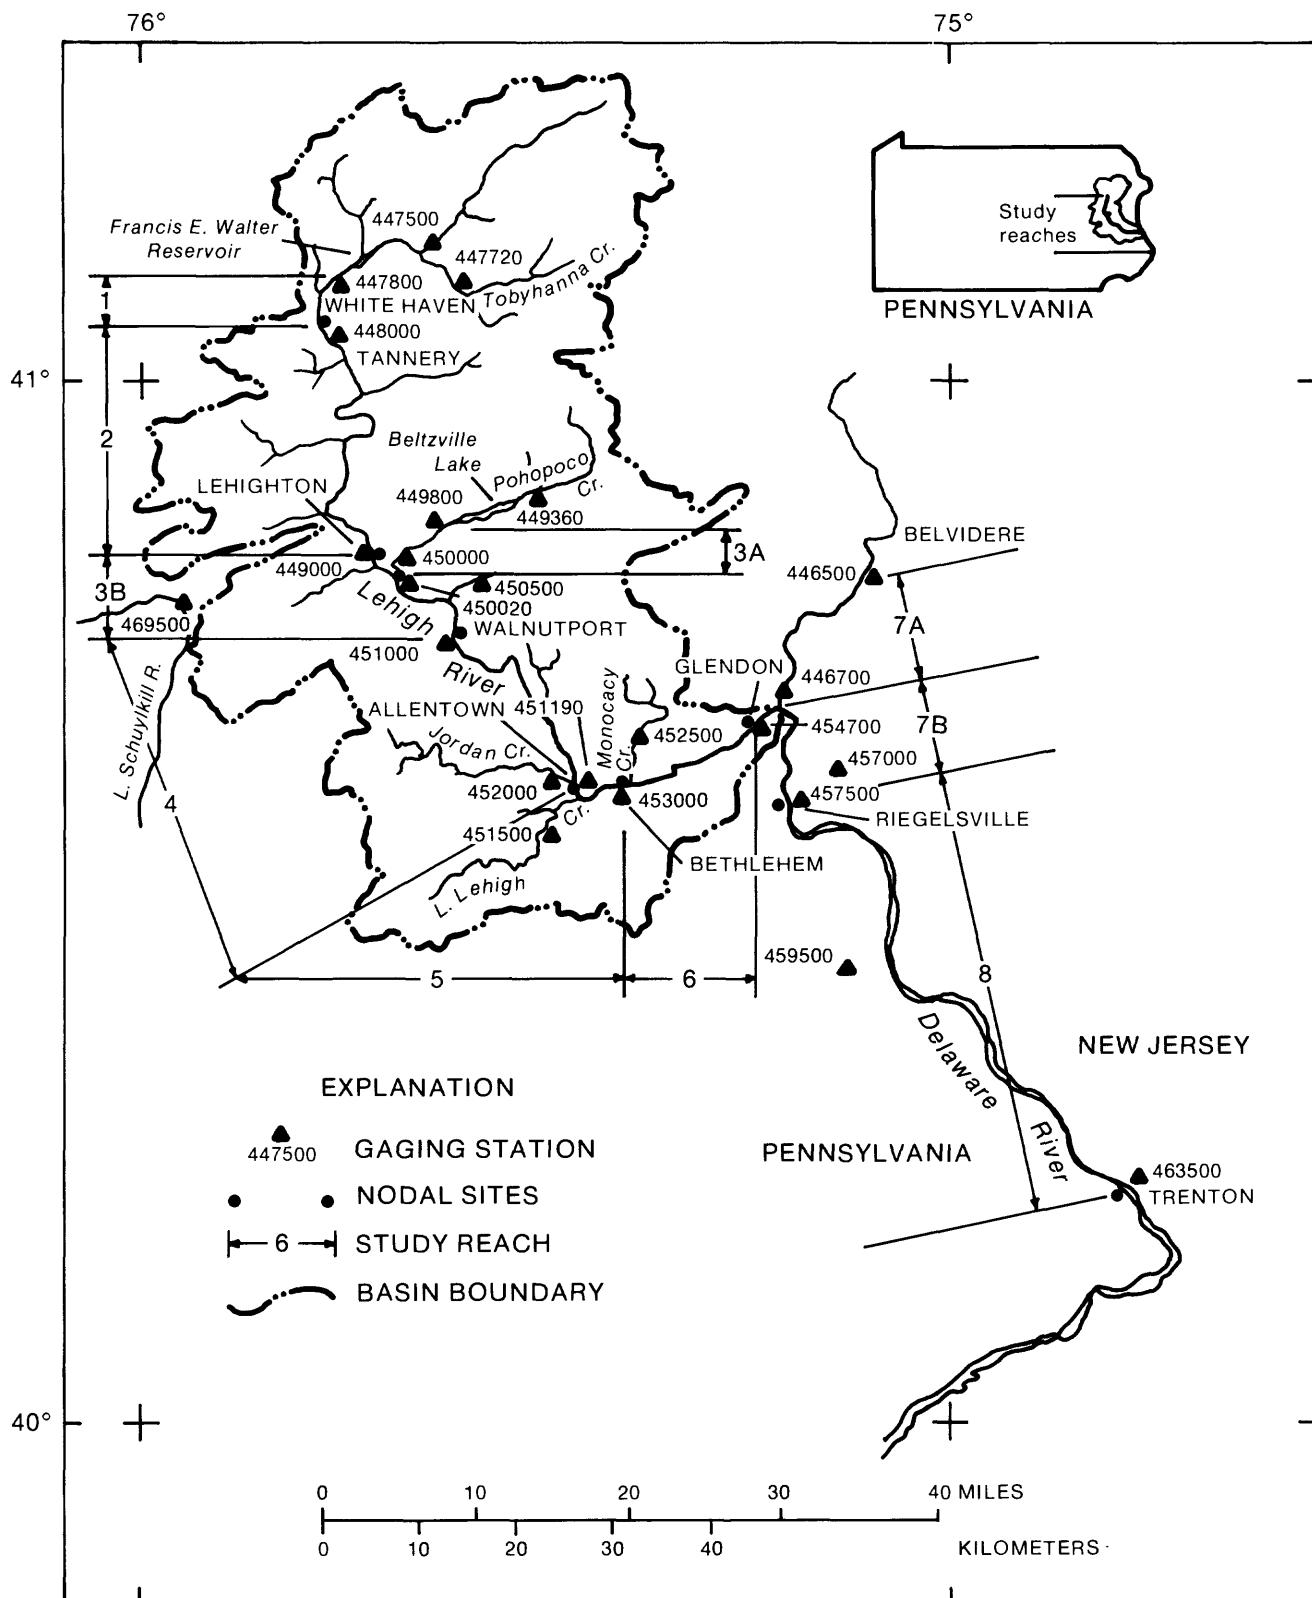 76°
75°
447500
Francis E. Walter
Reservoir
447720
Tobyhanna Cr.
447800
WHITE HAVEN
448000
TANNERY
1
2
41°
Study
reaches
PENNSYLVANIA
Beltzville
Lake
Pohopoco
Cr.
LEHIGHTON
449800
449360
BELVIDERE
3A
450000
449000
446500
3B
450500
450020
469500
Lehigh
River
WALNUTPORT
451000
7A
GLENDON
446700
L. Schuylkill R.
ALLENTOWN
451190
Monocacy
Cr.
452500
454700
7B
Jordan Cr.
457000
452000
453000
457500
4
RIEGELSVILLE
451500
Cr.
L. Lehigh
BETHLEHEM
459500
5
6
8
Delaware
River
NEW JERSEY
PENNSYLVANIA
463500
TRENTON
EXPLANATION
447500
GAGING STATION
NODAL SITES
6
STUDY REACH
BASIN BOUNDARY
40°
0 10 20 30 40 MILES
0 10 20 30 40 KILOMETERS